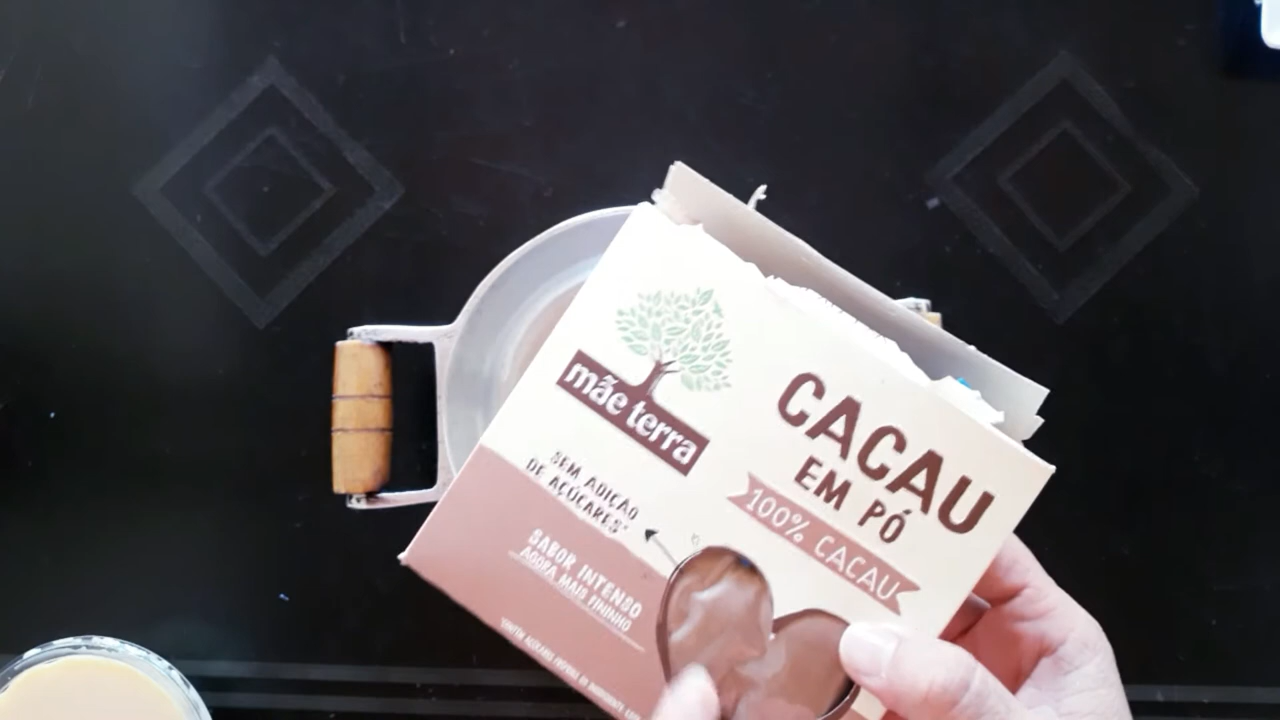 mãe terra
CACAU
EM PÓ
100% CACAU
SEM ADIÇÃO
DE AÇÚCARES*
SABOR INTENSO
AGORA MAIS FININHO